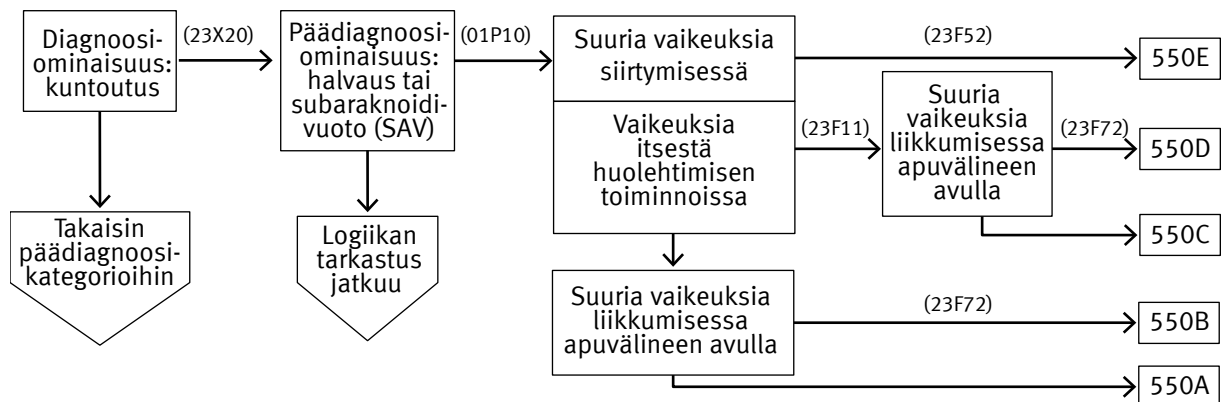 Diagnoosi-
ominaisuus:
kuntoutus
(23X20)
Päädiagnoosi-
ominaisuus:
halvaus tai
subaraknoidi-
vuoto (SAV)
(01P10)
Suuria vaikeuksia
siirtymisessä
(23F52)
550E
Vaikeuksia
itsestä
huolehtimisen
toiminnoissa
(23F11)
Suuria
vaikeuksia
liikkumisessa
apuvälineen
avulla
(23F72)
550D
550C
Takaisin
päädiagnoosi-
kategorioihin
Logiikan
tarkastus
jatkuu
Suuria vaikeuksia
liikkumisessa
apuvälineen avulla
(23F72)
550B
550A